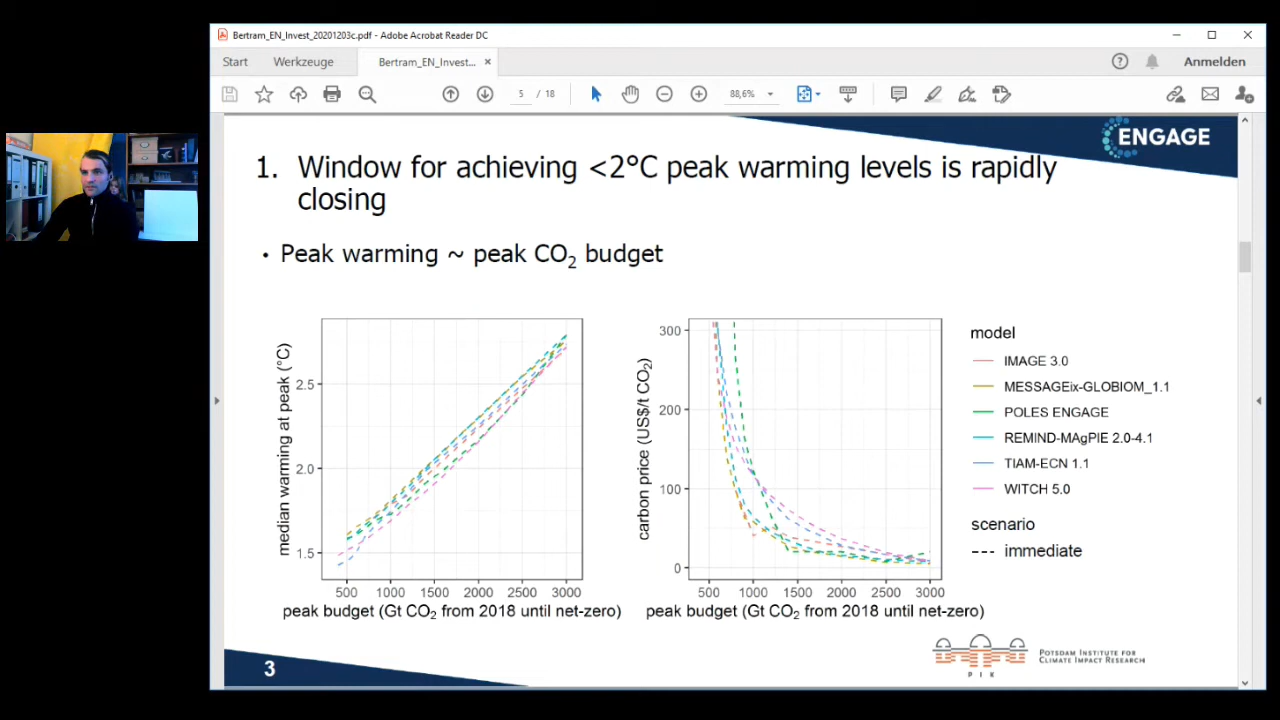 Bertram_EN_Invest_20201203c.pdf - Adobe Acrobat Reader DC
Start
Werkzeuge
Bertram_EN_Invest...
Anmelden
5 / 18
88,6%
ENGAGE
1. Window for achieving <2°C peak warming levels is rapidly
closing
• Peak warming ~ peak CO2 budget
median warming at peak (°C)
2.5
2.0
1.5
500 1000 1500 2000 2500 3000
peak budget (Gt CO2 from 2018 until net-zero)
carbon price (US$/t CO2)
300
200
100
0
500 1000 1500 2000 2500 3000
peak budget (Gt CO2 from 2018 until net-zero)
model
IMAGE 3.0
MESSAGEix-GLOBIOM_1.1
POLES ENGAGE
REMIND-MAgPIE 2.0-4.1
TIAM-ECN 1.1
WITCH 5.0
scenario
immediate
3
P I K
POTSDAM INSTITUTE FOR
CLIMATE IMPACT RESEARCH